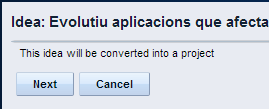 Idea: Evolutiu aplicacions que afecta
This idea will be converted into a project
Next Cancel